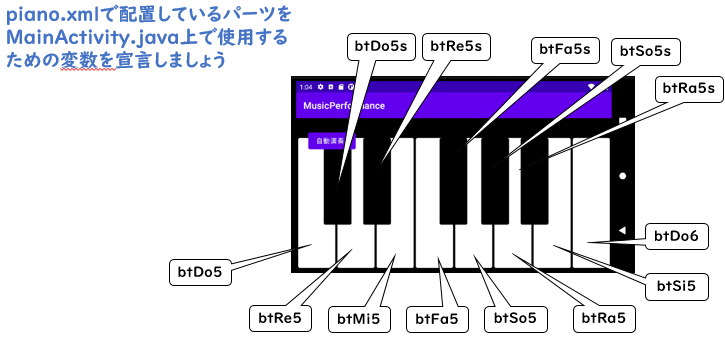 piano.xmlで配置しているパーツを
MainActivity.java上で使用する
ための変数を宣言しましょう
btDo5s
btRe5s
btFa5s
btSo5s
btRa5s
1:04
MusicPerformance
自動演奏
btDo6
btDo5
btSi5
btRe5
btMi5
btFa5
btSo5
btRa5